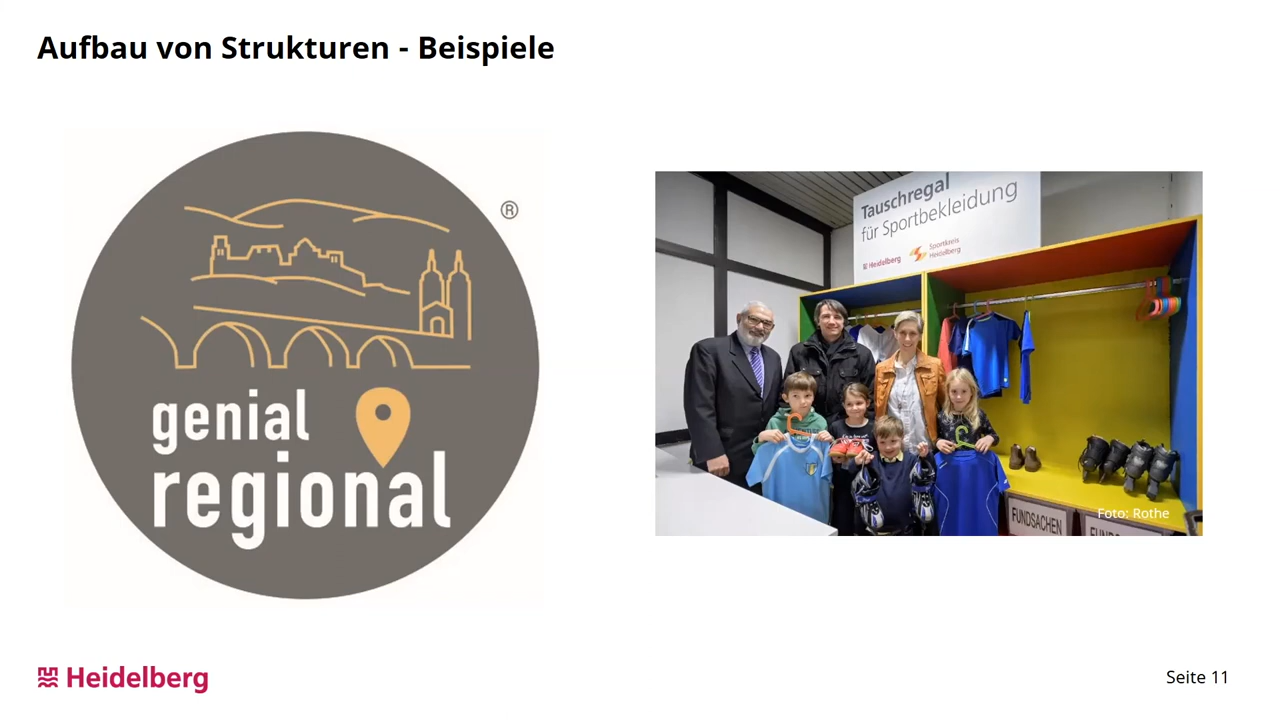 Aufbau von Strukturen - Beispiele
®
genial
regional
Tauschregal
für Sportbekleidung
Heidelberg
Sportkreis
Heidelberg
FUNDSACHEN
Foto: Rothe
Heidelberg
Seite 11